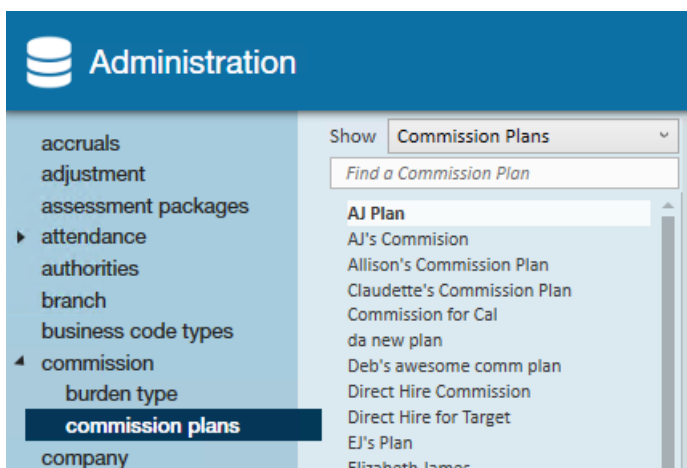 Administration
accruals
adjustment
assessment packages
attendance
authorities
branch
business code types
commission
burden type
commission plans
company
Show Commission Plans
Find a Commission Plan
AJ Plan
AJ's Commision
Allison's Commission Plan
Claudette's Commission Plan
Commission for Cal
da new plan
Deb's awesome comm plan
Direct Hire Commission
Direct Hire for Target
EJ's Plan
Elizabeth James